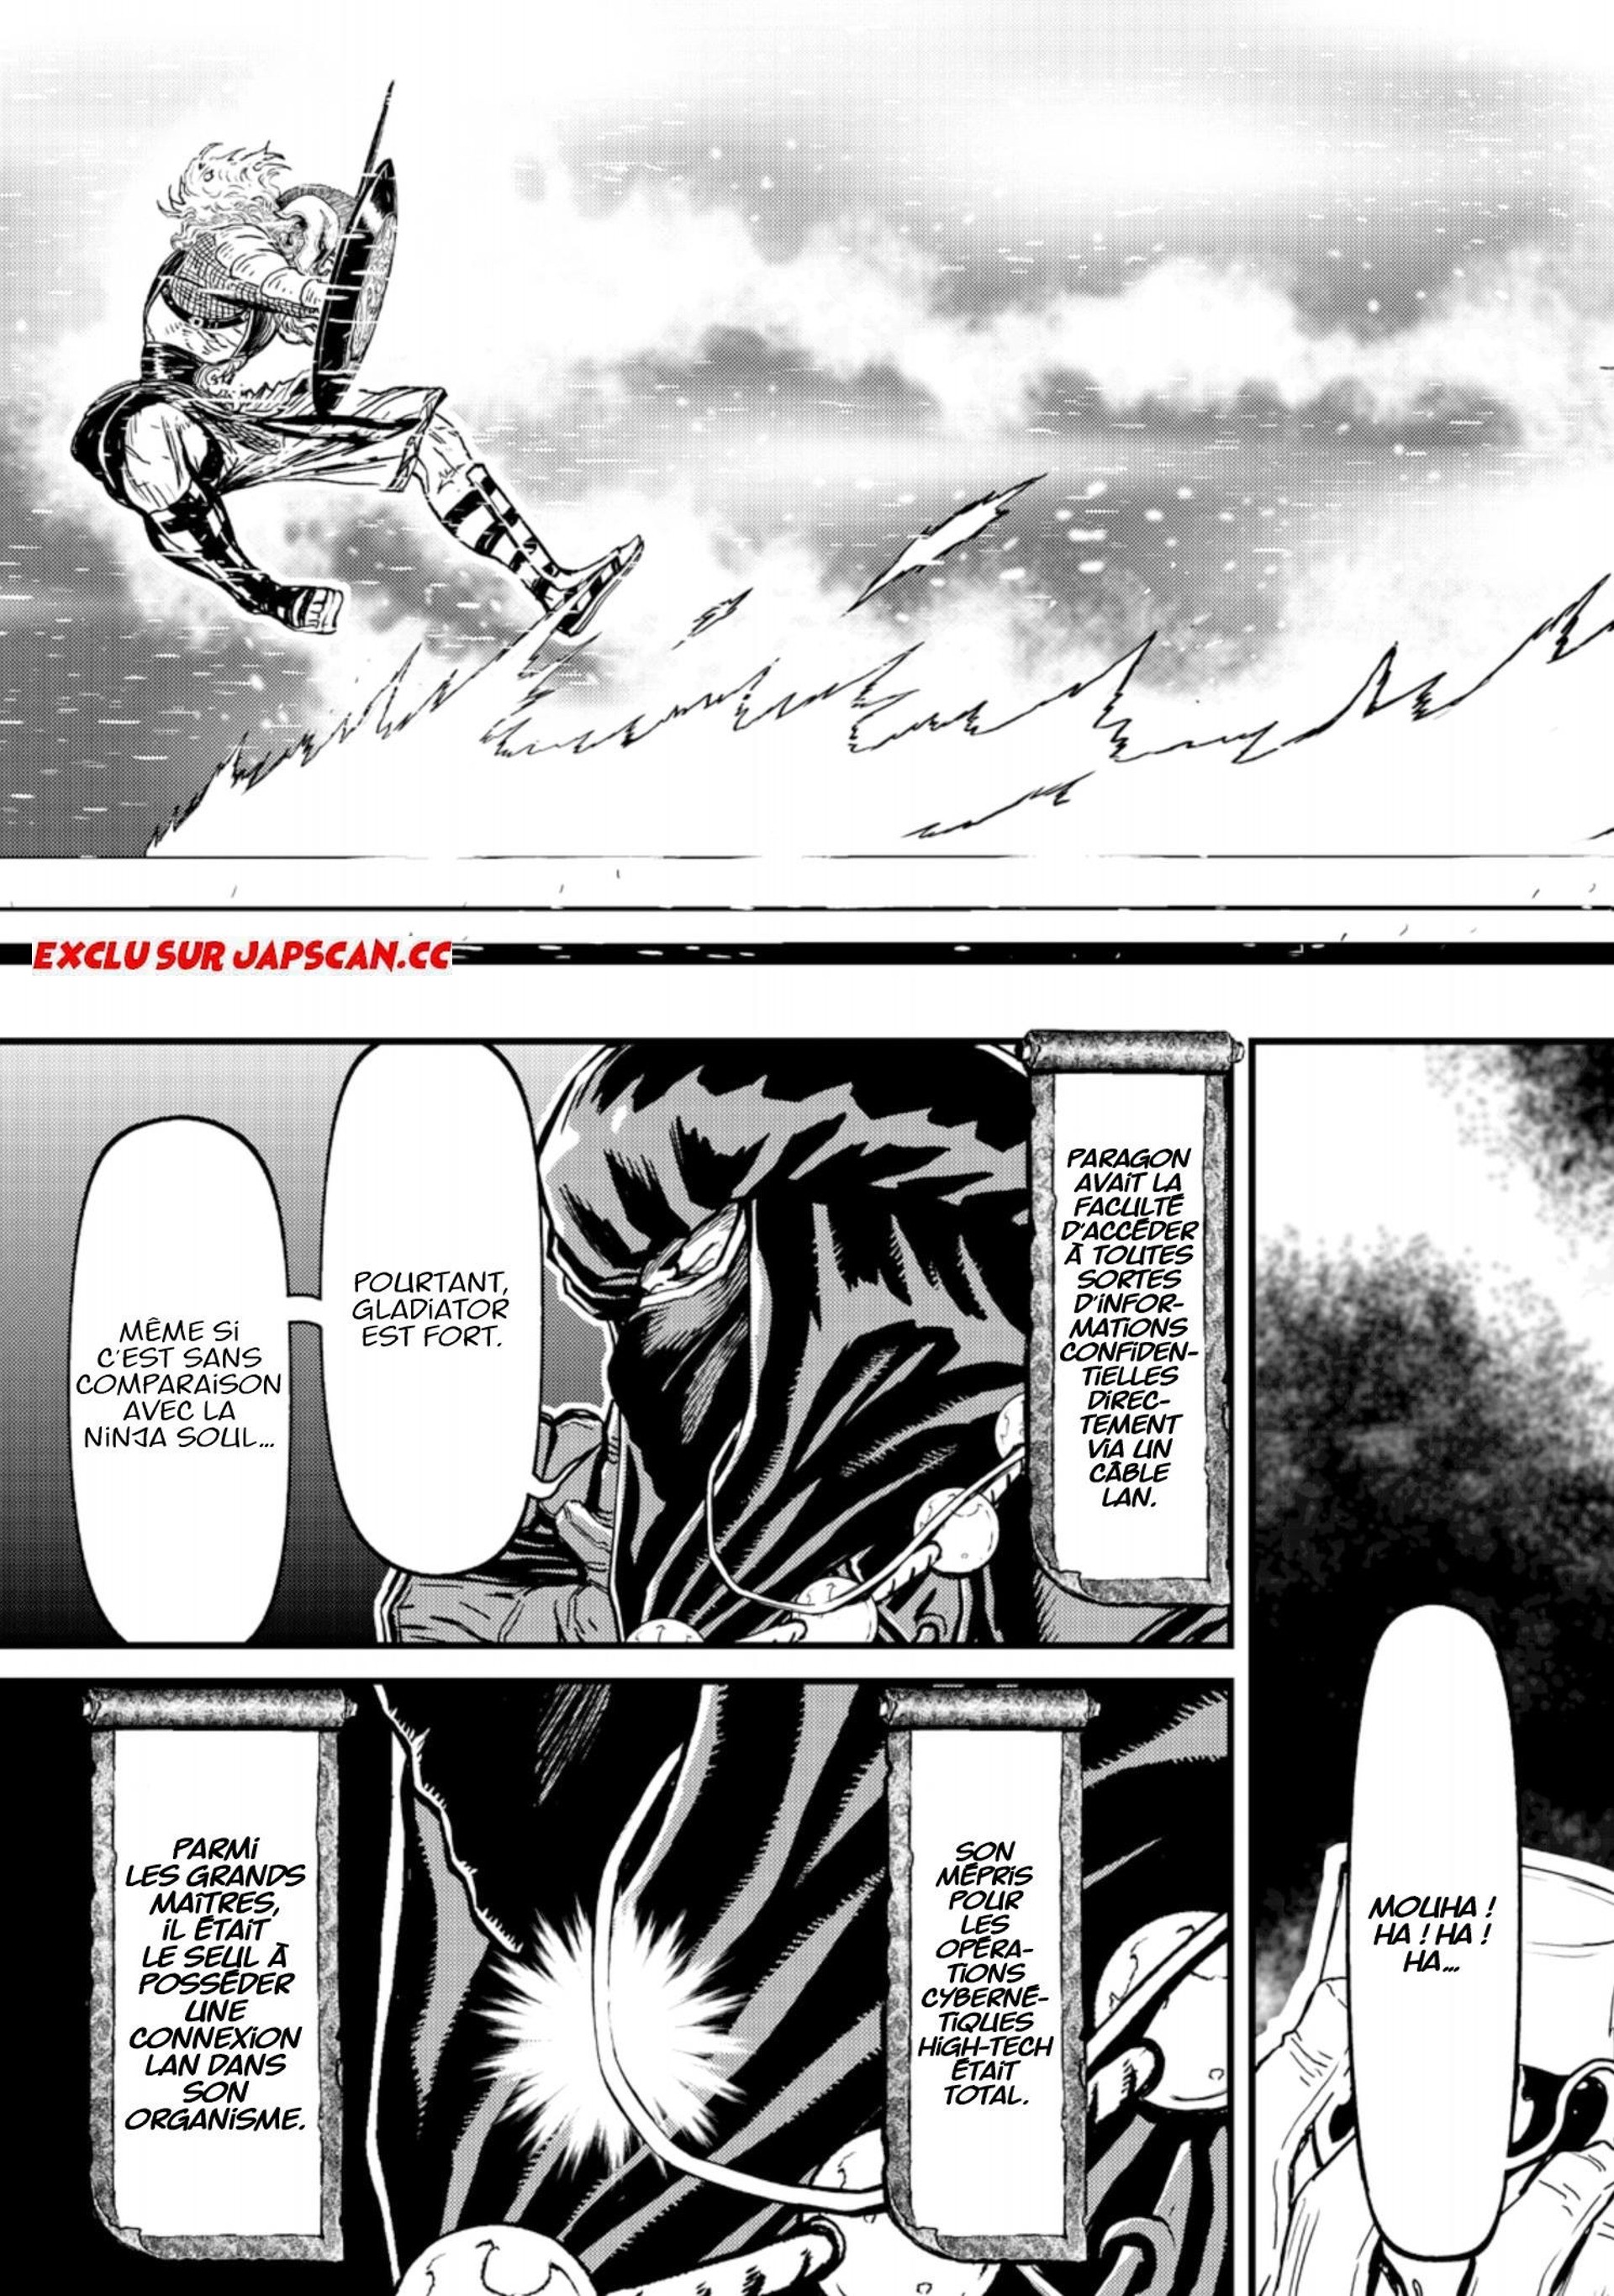 EXCLU SUR JAPSCAN.CC
MOUHA !
HA ! HA !
HA...
PARAGON
AVAIT LA
FACULTÉ
D'ACCÉDER
À TOUTES
SORTES
D'INFOR-
MATIONS
CONFIDEN-
TIELLES
DIREC-
TEMENT
VIA UN
CÂBLE
LAN.
POURTANT,
GLADIATOR
EST FORT.
MÊME SI
C'EST SANS
COMPARAISON
AVEC LA
NINJA SOUL...
SON
MÉPRIS
POUR
LES
OPÉRA-
TIONS
CYBERNÉ-
TIQUES
HIGH-TECH
ÉTAIT
TOTAL.
PARMI
LES GRANDS
MAÎTRES,
IL ÉTAIT
LE SEUL À
POSSÉDER
UNE
CONNEXION
LAN DANS
SON
ORGANISME.